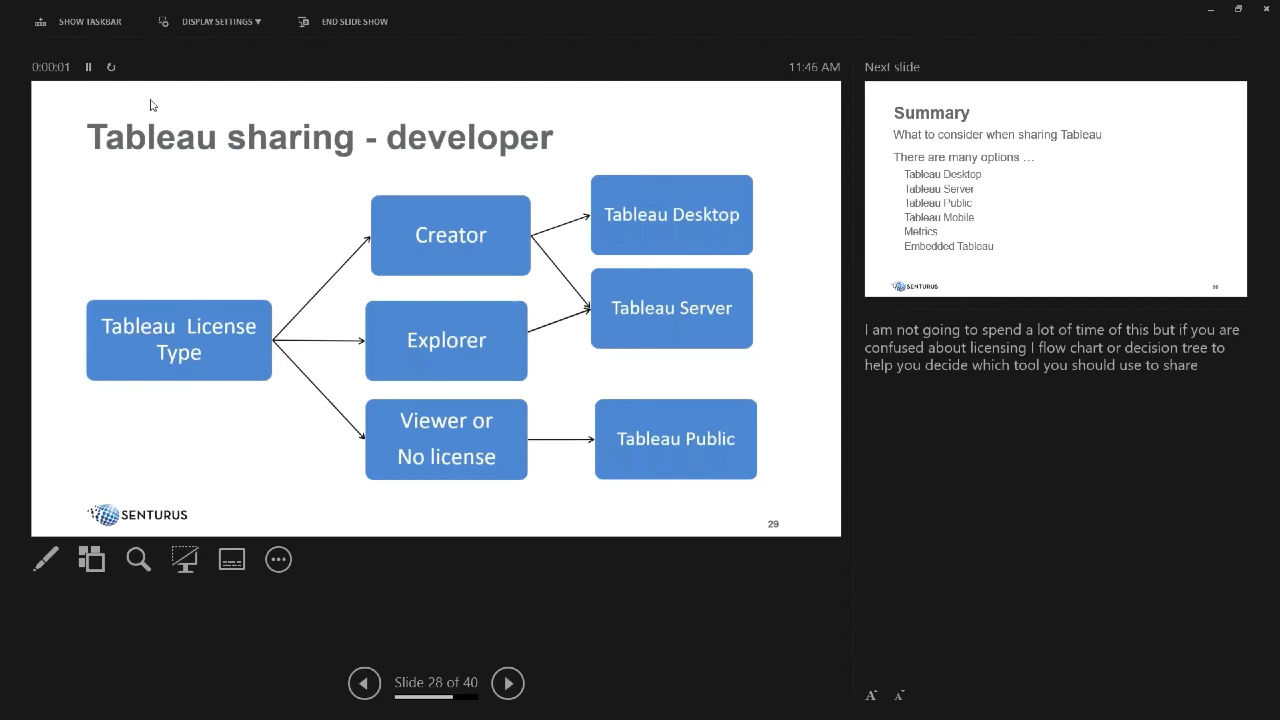 SHOW TASKBAR
DISPLAY SETTINGS
END SLIDE SHOW
0:00:01
11:46 AM
Tableau sharing - developer
Tableau License
Type
Creator
Explorer
Viewer or
No license
Tableau Desktop
Tableau Server
Tableau Public
SENTURUS
29
Slide 28 of 40
Next slide
Summary
What to consider when sharing Tableau
There are many options …
Tableau Desktop
Tableau Server
Tableau Public
Tableau Mobile
Metrics
Embedded Tableau
SENTURUS
I am not going to spend a lot of time of this but if you are
confused about licensing I flow chart or decision tree to
help you decide which tool you should use to share
A
A